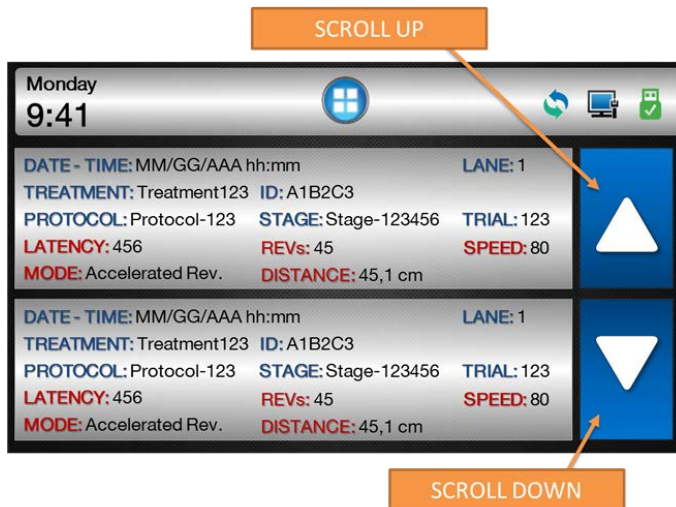 SCROLL UP
Monday
9:41
DATE - TIME: MM/GG/AAA hh:mm LANE: 1
TREATMENT: Treatment123 ID: A1B2C3
PROTOCOL: Protocol-123 STAGE: Stage-123456 TRIAL: 123
LATENCY: 456 REVs: 45 SPEED: 80
MODE: Accelerated Rev. DISTANCE: 45,1 cm
DATE - TIME: MM/GG/AAA hh:mm LANE: 1
TREATMENT: Treatment123 ID: A1B2C3
PROTOCOL: Protocol-123 STAGE: Stage-123456 TRIAL: 123
LATENCY: 456 REVs: 45 SPEED: 80
MODE: Accelerated Rev. DISTANCE: 45,1 cm
SCROLL DOWN